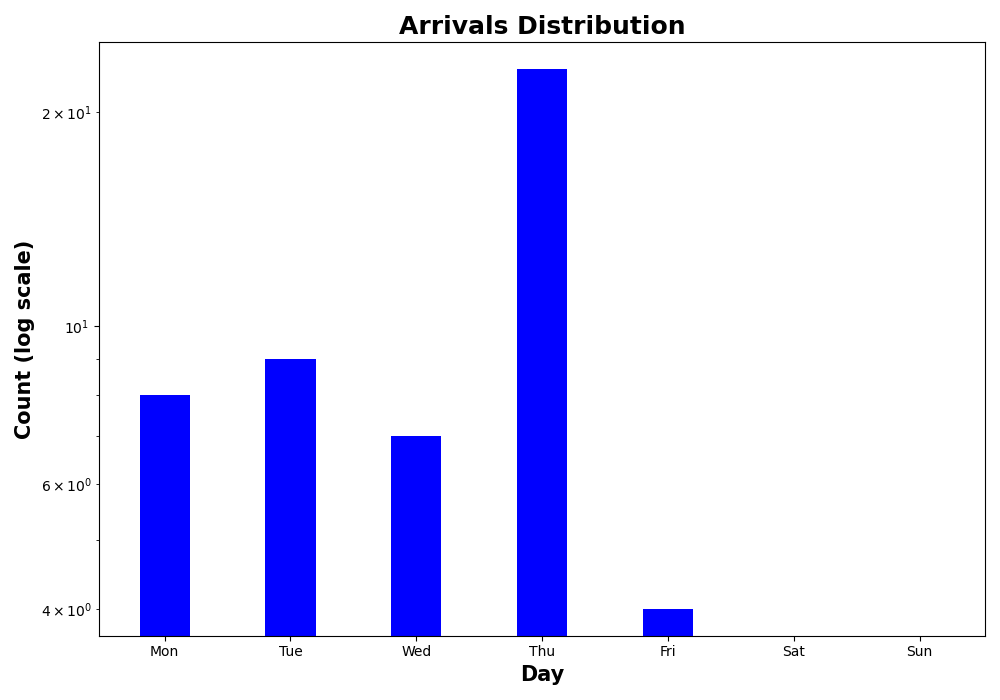 Arrivals Distribution
Count (log scale)
2 × 10¹
10¹
6 × 10⁰
4 × 10⁰
Mon Tue Wed Thu Fri Sat Sun
Day